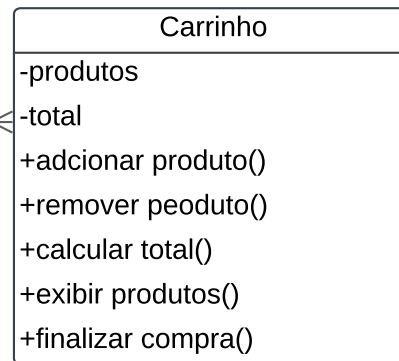 Carrinho
-produtos
-total
+adcionar produto()
+remover peoduto()
+calcular total()
+exibir produtos()
+finalizar compra()